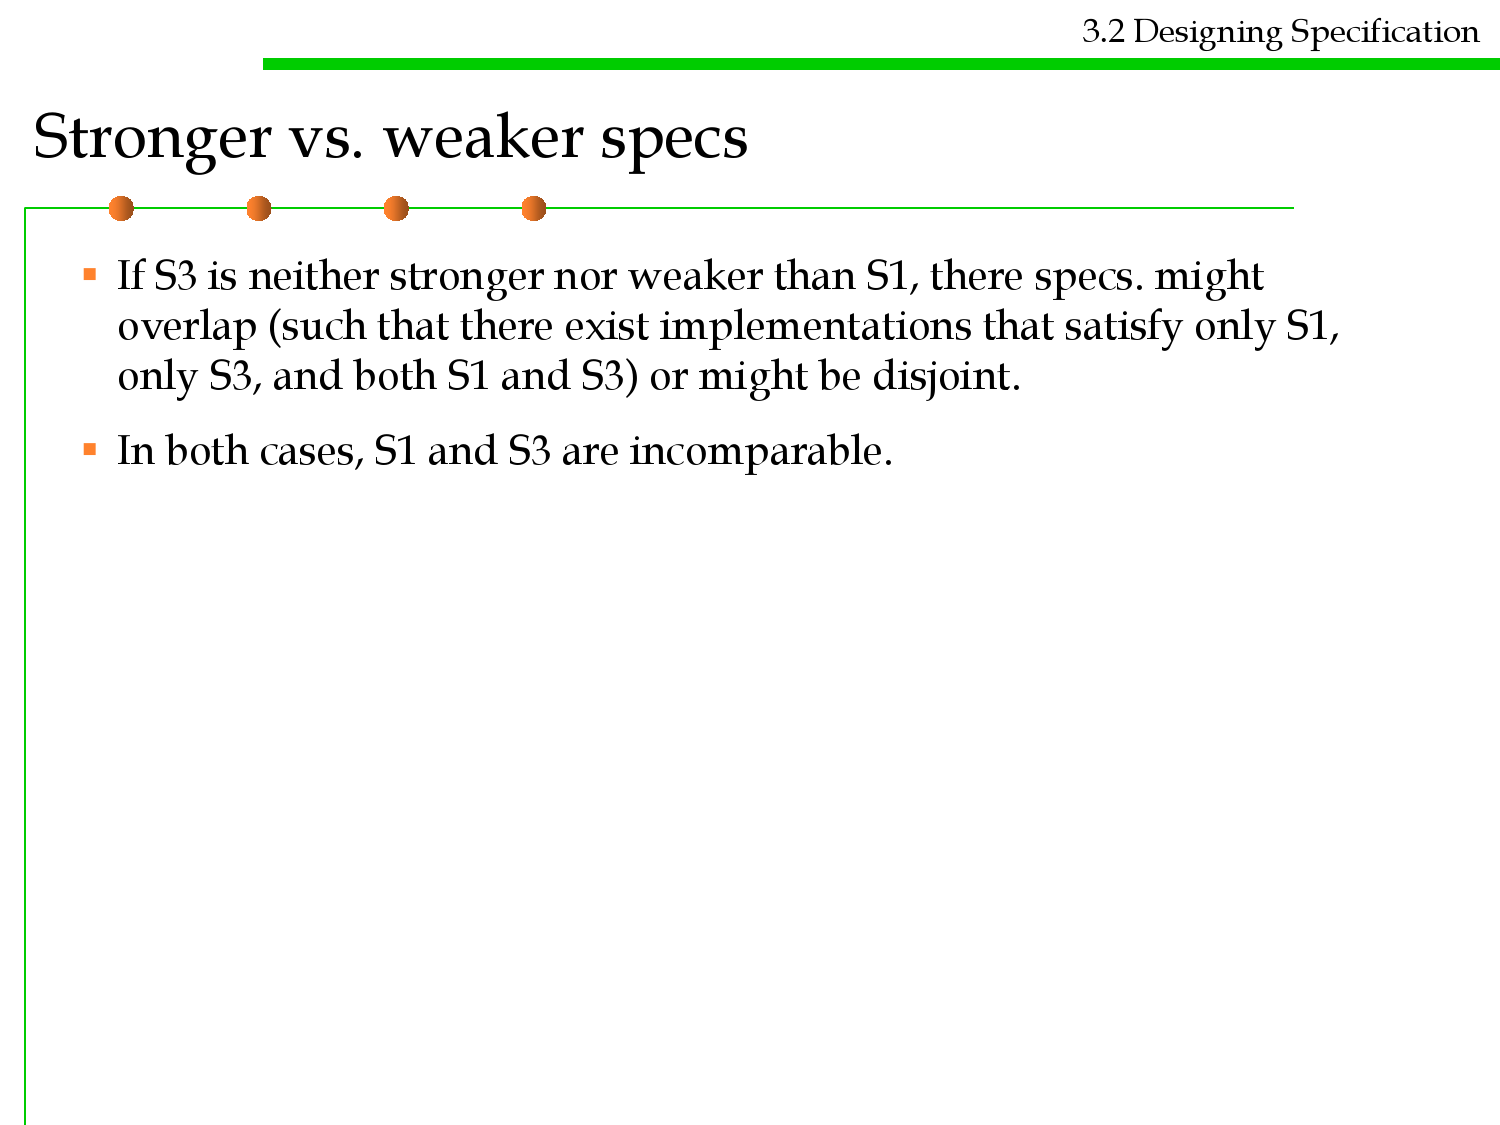 3.2 Designing Specification
Stronger vs. weaker specs
If S3 is neither stronger nor weaker than S1, there specs. might
overlap (such that there exist implementations that satisfy only S1,
only S3, and both S1 and S3) or might be disjoint.
In both cases, S1 and S3 are incomparable.